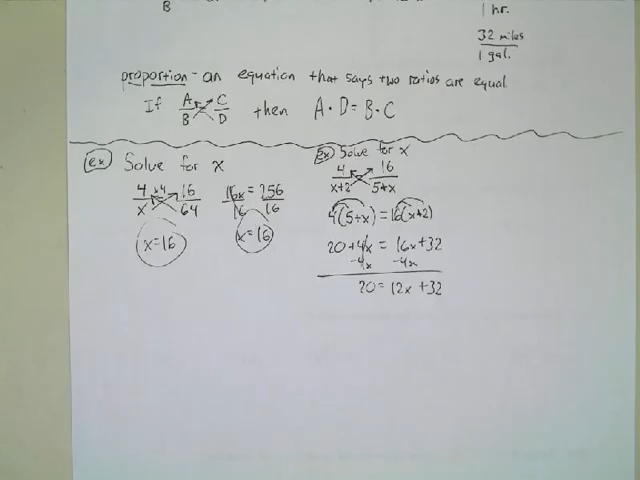 B
1 hr.
32 miles
1 gal.
proportion - an equation that says two ratios are equal
If A/B = C/D then A · D = B · C
ex Solve for x
4/x = 16/64 ×4
16x = 256
16 16
x=16
x=16
ex Solve for x
4/x+2 = 16/5+x
4(5+x) = 16(x+2)
20+4x = 16x+32
-4x -4x
20 = 12x +32